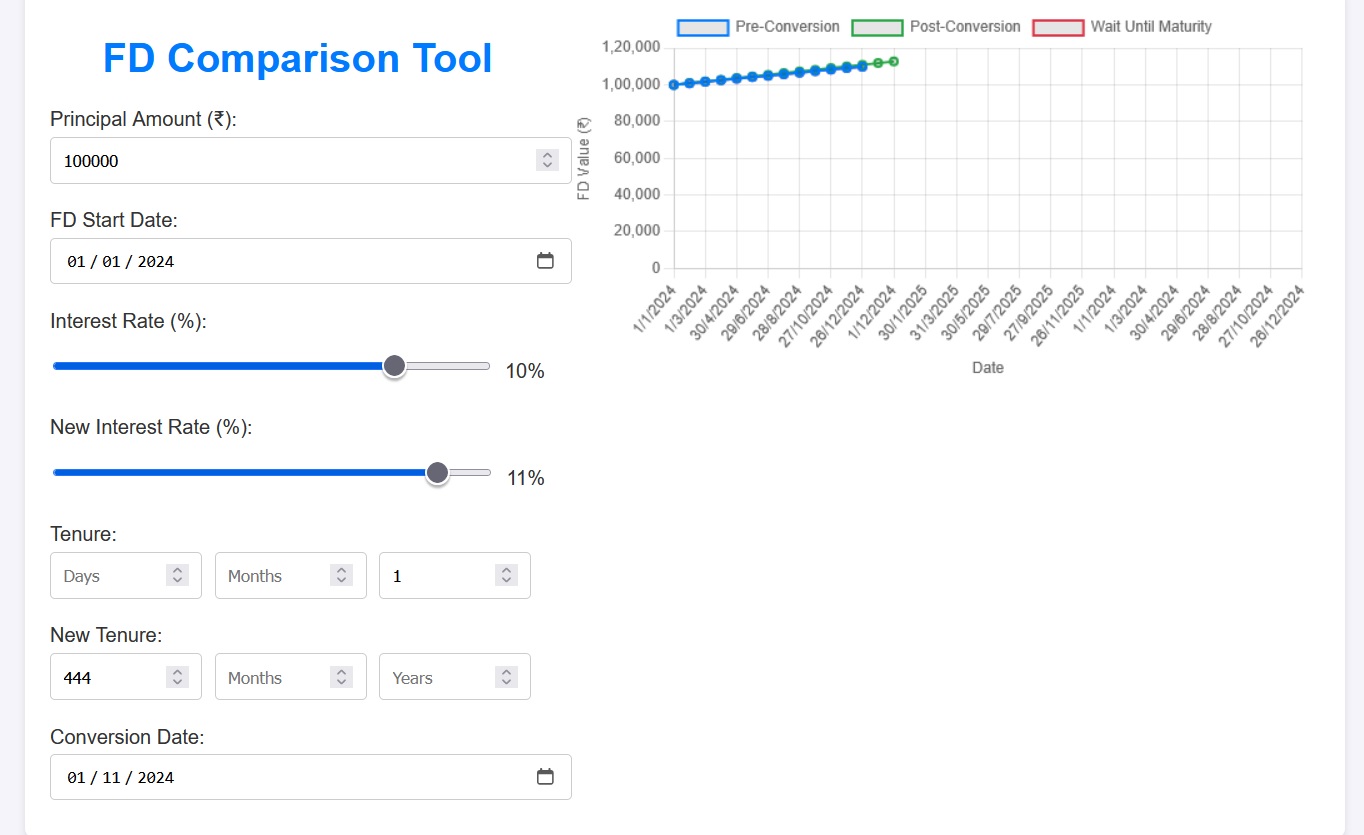 FD Comparison Tool
Principal Amount (₹):
100000
FD Start Date:
01 / 01 / 2024
Interest Rate (%):
10%
New Interest Rate (%):
11%
Tenure:
Days Months 1
New Tenure:
444 Months Years
Conversion Date:
01 / 11 / 2024
Pre-Conversion Post-Conversion Wait Until Maturity
1,20,000
1,00,000
80,000
60,000
40,000
20,000
0
FD Value (₹)
1/1/2024 1/3/2024 30/4/2024 29/6/2024 28/8/2024 27/10/2024 26/12/2024 1/12/2024 30/1/2025 31/3/2025 30/5/2025 29/7/2025 27/9/2025 26/11/2025 1/1/2024 1/3/2024 30/4/2024 29/6/2024 28/8/2024 27/10/2024 26/12/2024
Date